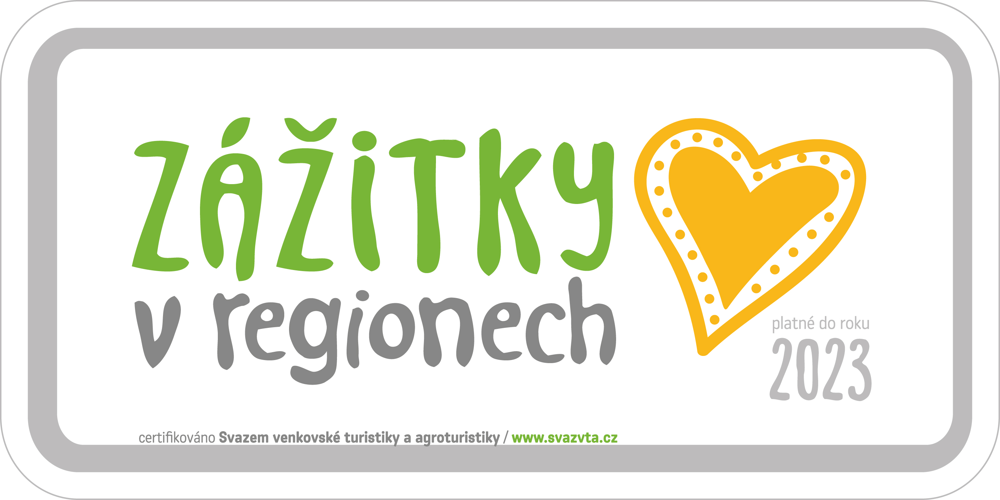 ZÁŽiTKy
v regionech
platné do roku
2023
certifikováno Svazem venkovské turistiky a agroturistiky / www.svazvta.cz